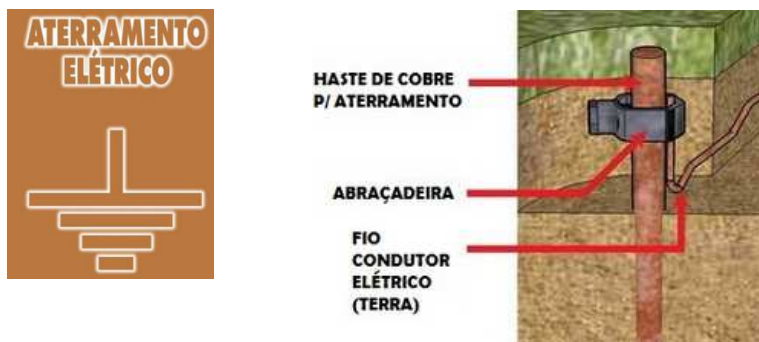 ATERRAMENTO
ELÉTRICO
HASTE DE COBRE
P/ ATERRAMENTO
ABRAÇADEIRA
FIO
CONDUTOR
ELÉTRICO
(TERRA)